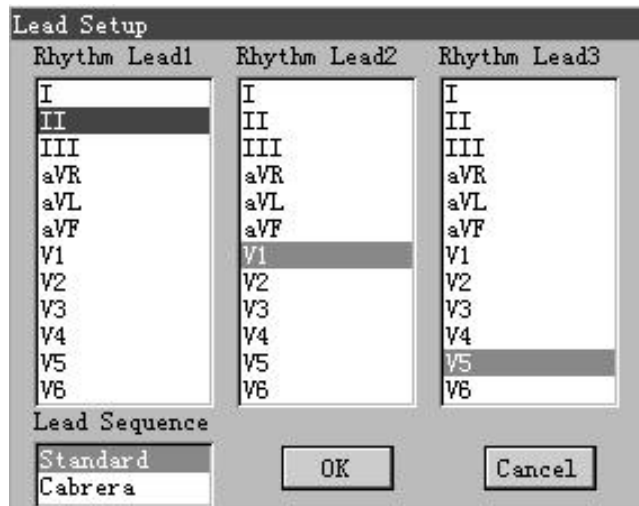 Lead Setup
Rhythm Lead1
I
II
III
aVR
aVL
aVF
V1
V2
V3
V4
V5
V6
Rhythm Lead2
I
II
III
aVR
aVL
aVF
V1
V2
V3
V4
V5
V6
Rhythm Lead3
I
II
III
aVR
aVL
aVF
V1
V2
V3
V4
V5
V6
Lead Sequence
Standard
Cabrera
OK
Cancel